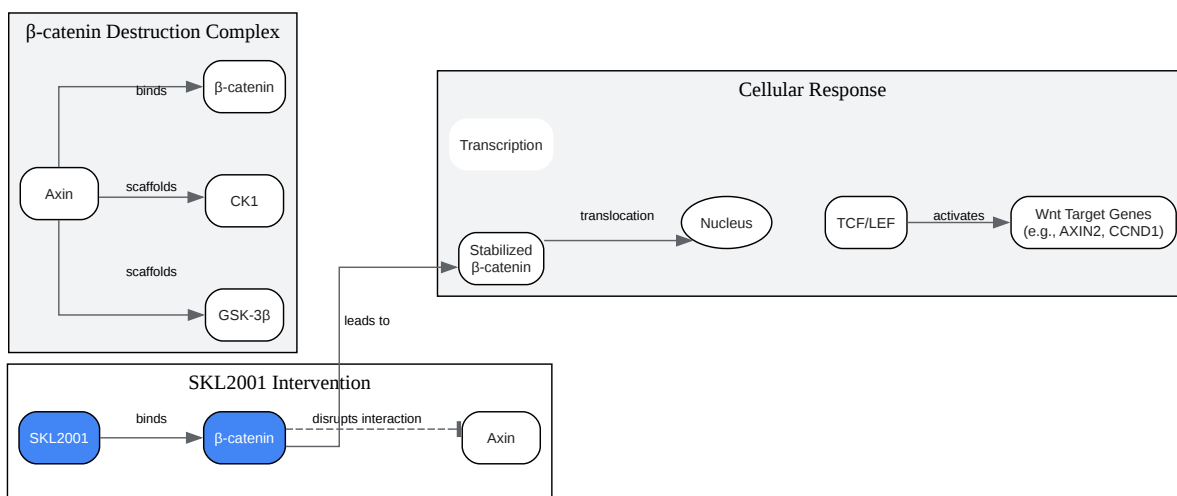 β-catenin Destruction Complex
binds
β-catenin
Axin
scaffolds
CK1
scaffolds
GSK-3β
Cellular Response
Transcription
Stabilized
β-catenin
translocation
Nucleus
TCF/LEF
activates
Wnt Target Genes
(e.g., AXIN2, CCND1)
leads to
SKL2001 Intervention
SKL2001
binds
β-catenin
disrupts interaction
Axin